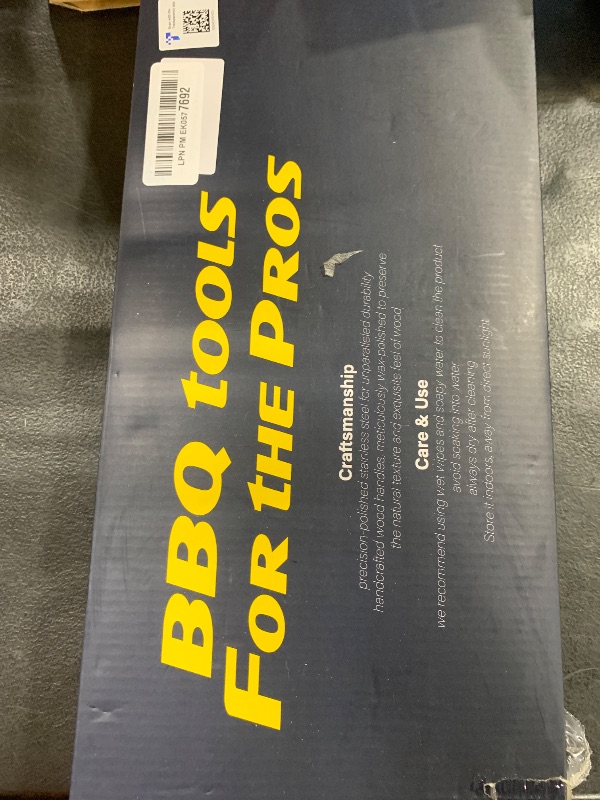 LPN PM EK0577692
BBQ tools
For the Pros
Craftsmanship
precision-polished stainless steel for unparalleled durability
handcrafted wood handles, meticulously wax-polished to preserve
the natural texture and exquisite feel of wood
Care & Use
we recommend using wet wipes and soapy water to clean the product
avoid soaking into water
always dry after cleaning
Store it indoors, away from direct sunlight